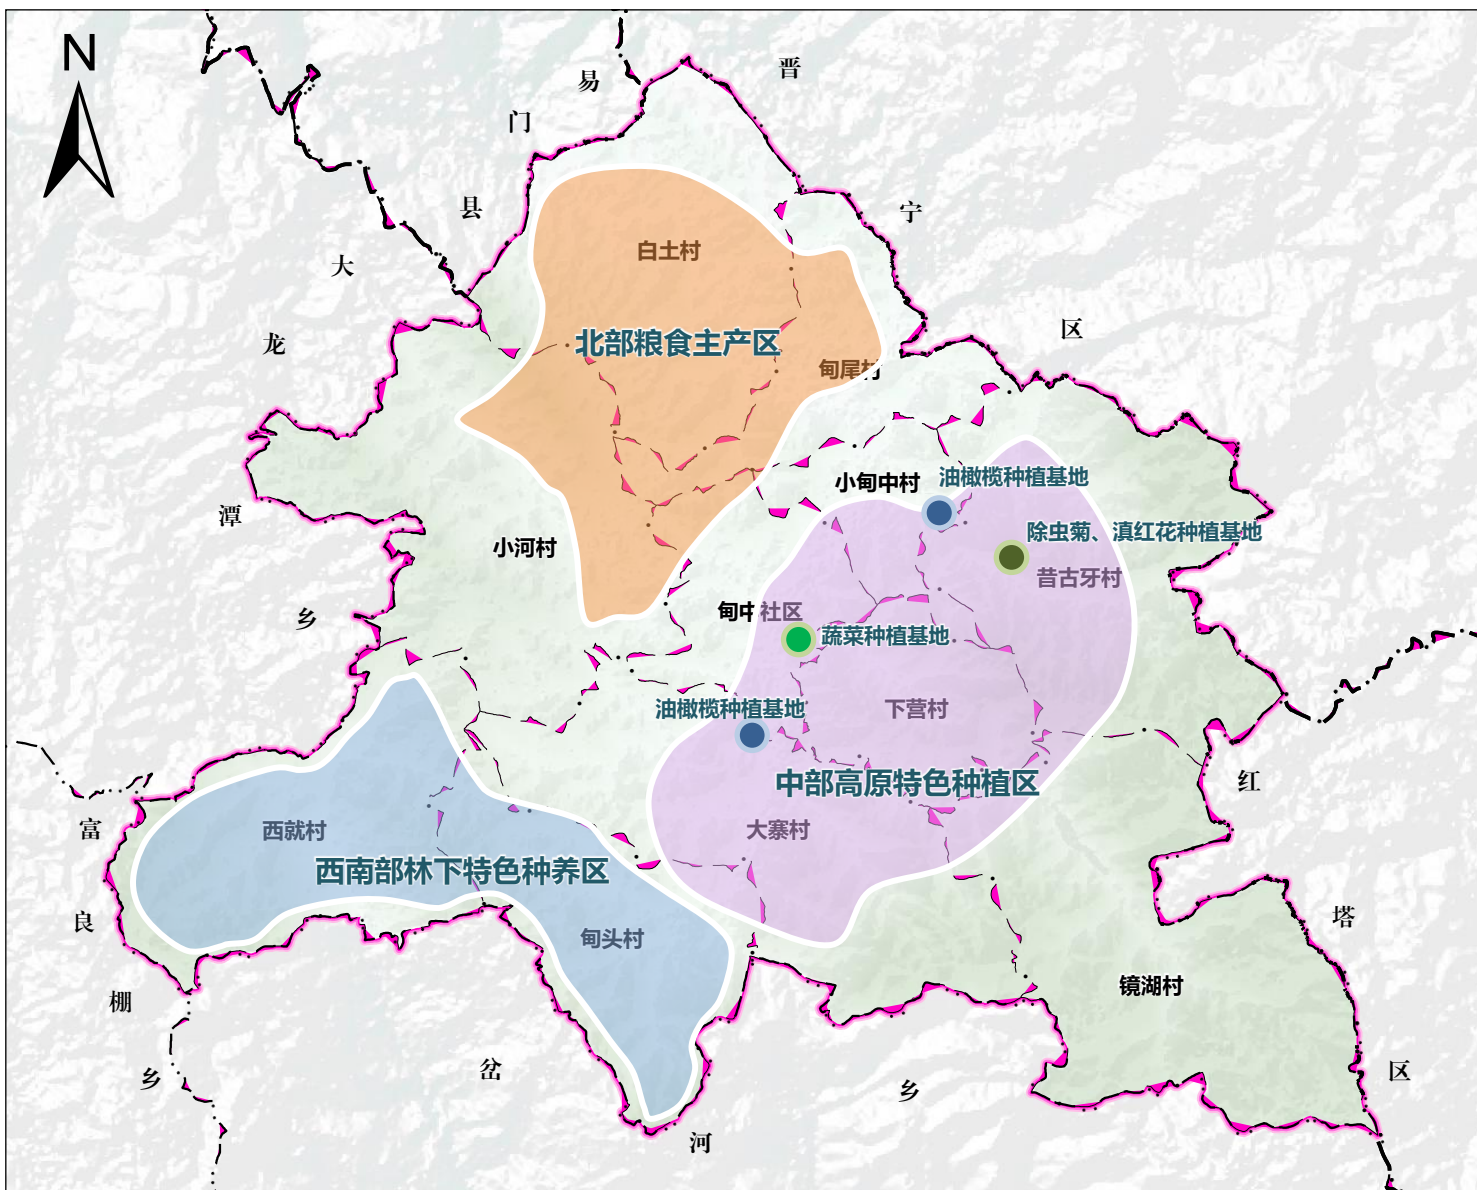 N
易
晋
门
县
宁
大
白土村
龙
区
北部粮食主产区
甸尾村
小甸中村
油橄榄种植基地
潭
除虫菊、滇红花种植基地
小河村
昔古牙村
乡
甸中社区
蔬菜种植基地
油橄榄种植基地
下营村
中部高原特色种植区
红
富
西就村
大寨村
西南部林下特色种养区
良
塔
甸头村
镜湖村
棚
乡
岔
乡
区
河